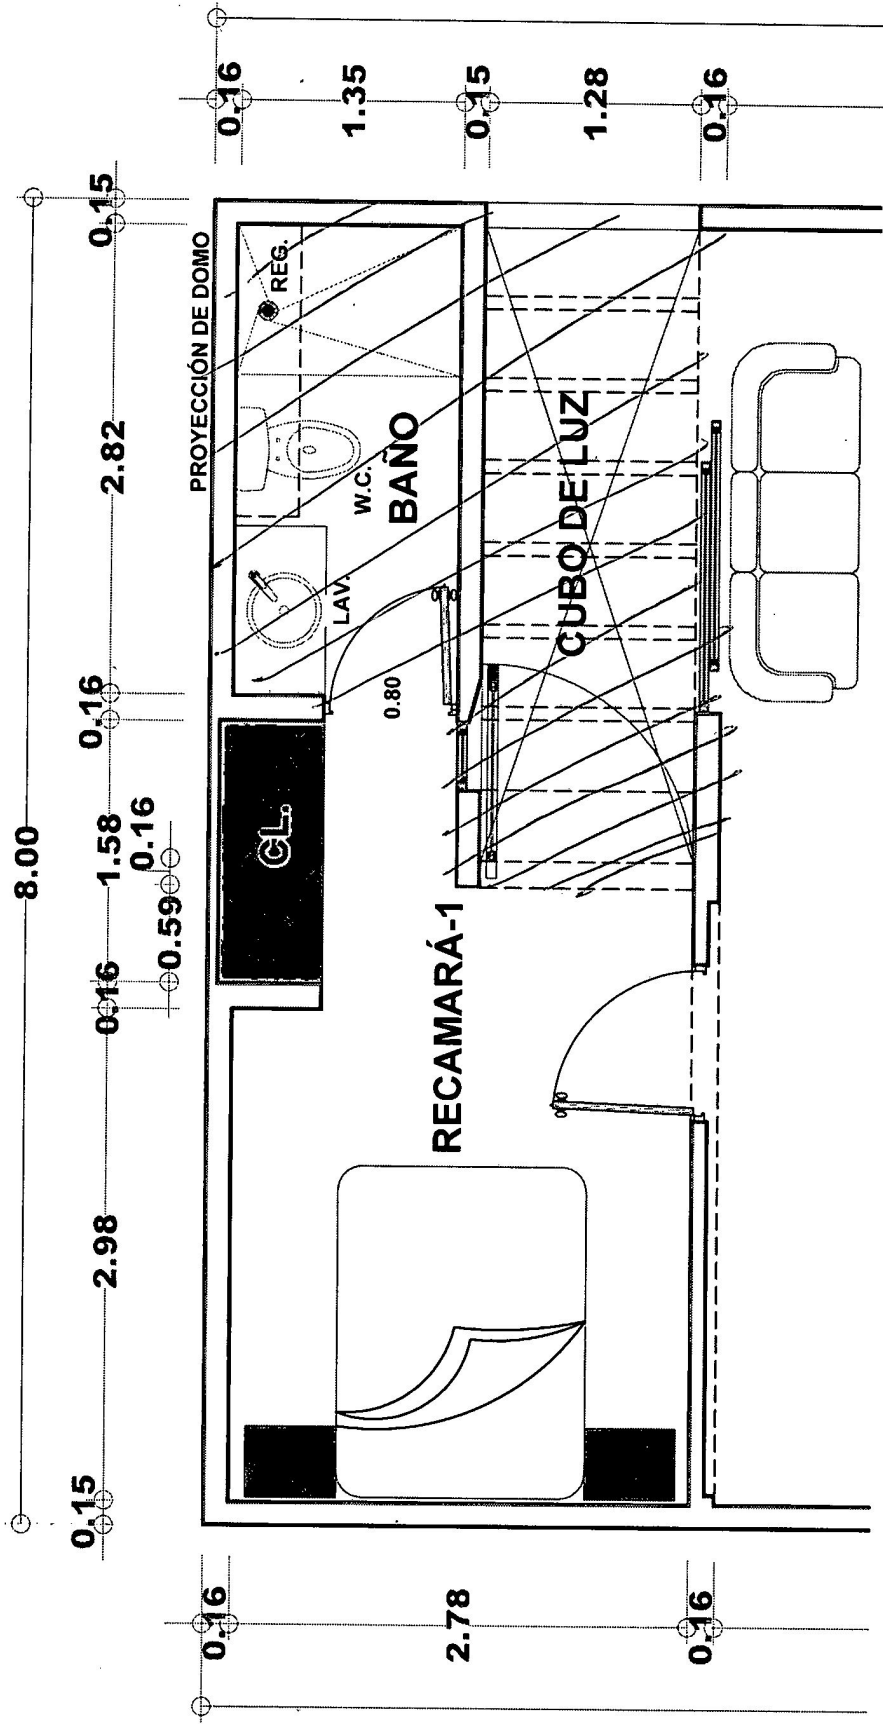 8.00
0.15
2.98
0.16
1.58
0.16
2.82
0.15
0.59
0.16
PROYECCIÓN DE DOMO
0.16
2.78
0.16
0.16
1.35
0.15
1.28
0.16
CL.
LAV.
W.C.
REG.
BAÑO
0.80
RECAMARÁ-1
CUBO DE LUZ